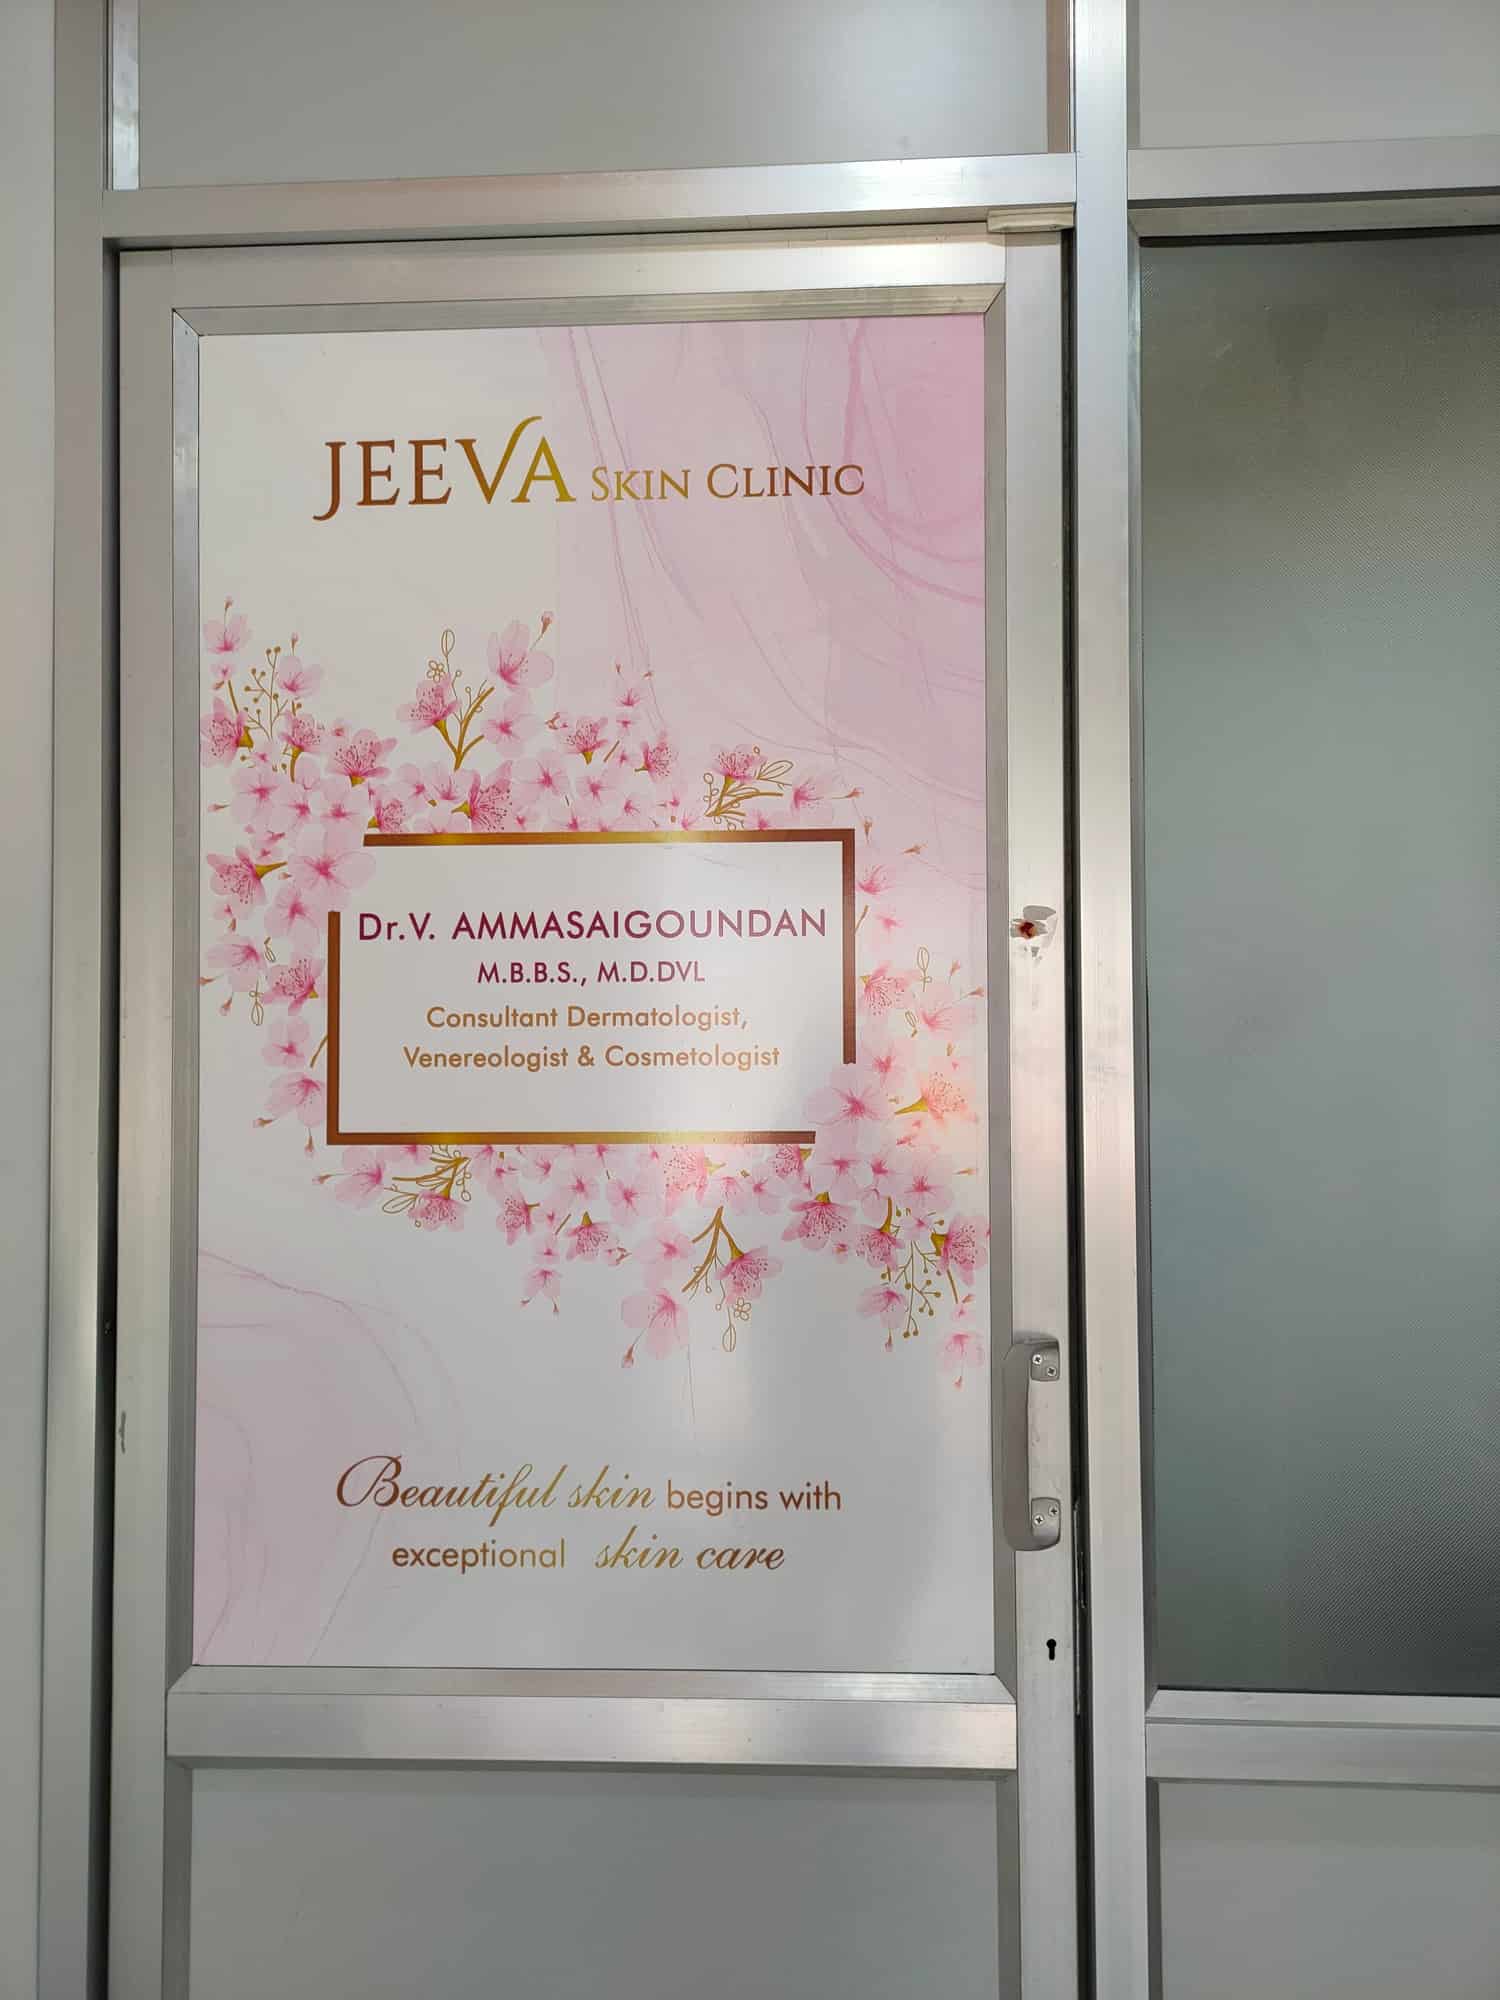 JEEVA SKIN CLINIC
Dr.V. AMMASAIGOUNDAN
M.B.B.S., M.D.DVL
Consultant Dermatologist,
Venereologist & Cosmetologist
Beautiful skin begins with
exceptional skin care